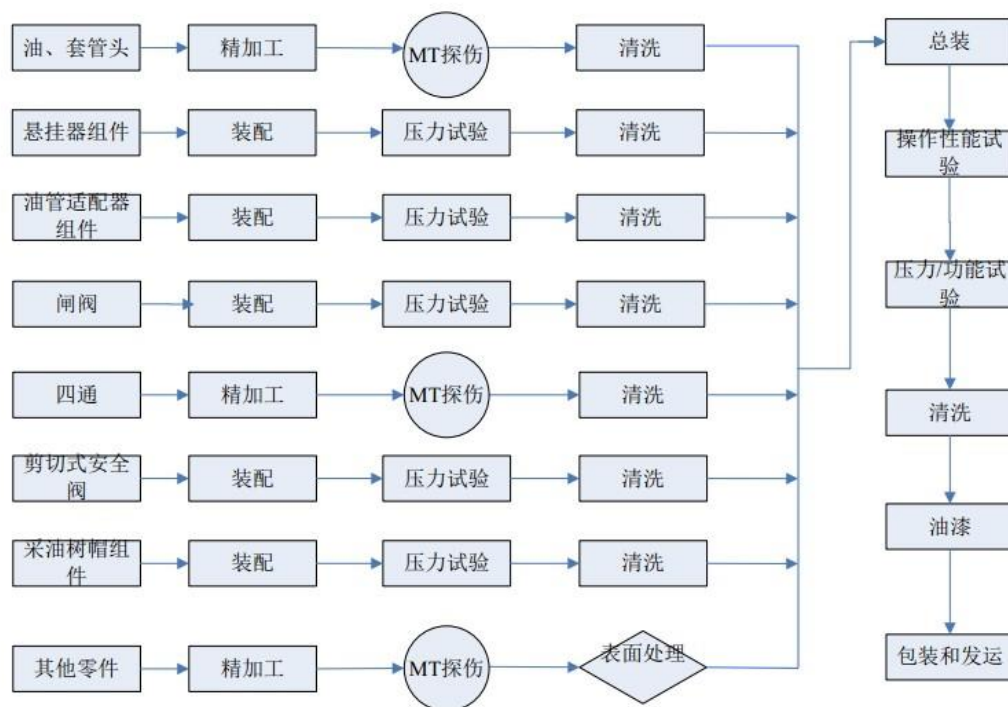 油、套管头
精加工
MT探伤
清洗
悬挂器组件
装配
压力试验
清洗
油管适配器
组件
装配
压力试验
清洗
闸阀
装配
压力试验
清洗
四通
精加工
MT探伤
清洗
剪切式安全
阀
装配
压力试验
清洗
采油树帽组
件
装配
压力试验
清洗
其他零件
精加工
MT探伤
表面处理
总装
操作性能试
验
压力/功能试
验
清洗
油漆
包装和发运